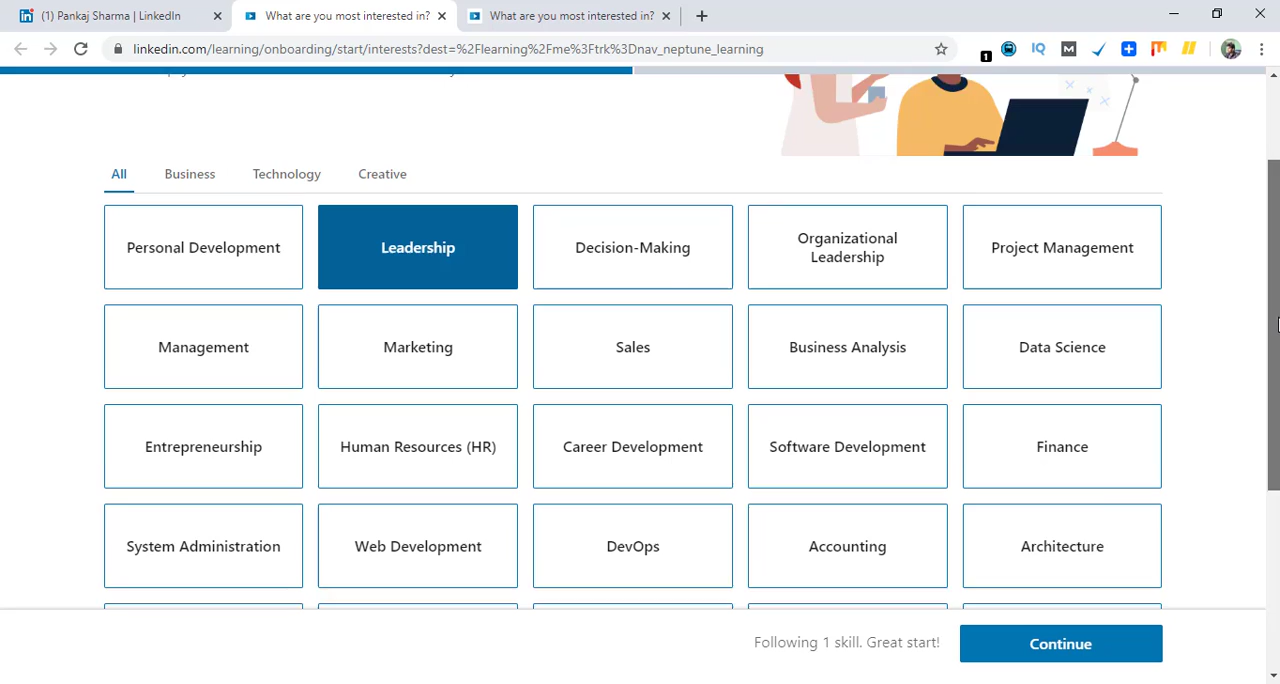 (1) Pankaj Sharma | LinkedIn
What are you most interested in?
What are you most interested in?
linkedin.com/learning/onboarding/start/interests?dest=%2Flearning%2Fme%3Ftrk%3Dnav_neptune_learning
1
IQ
M
All
Business
Technology
Creative
Personal Development
Leadership
Decision-Making
Organizational
Leadership
Project Management
Management
Marketing
Sales
Business Analysis
Data Science
Entrepreneurship
Human Resources (HR)
Career Development
Software Development
Finance
System Administration
Web Development
DevOps
Accounting
Architecture
Following 1 skill. Great start!
Continue